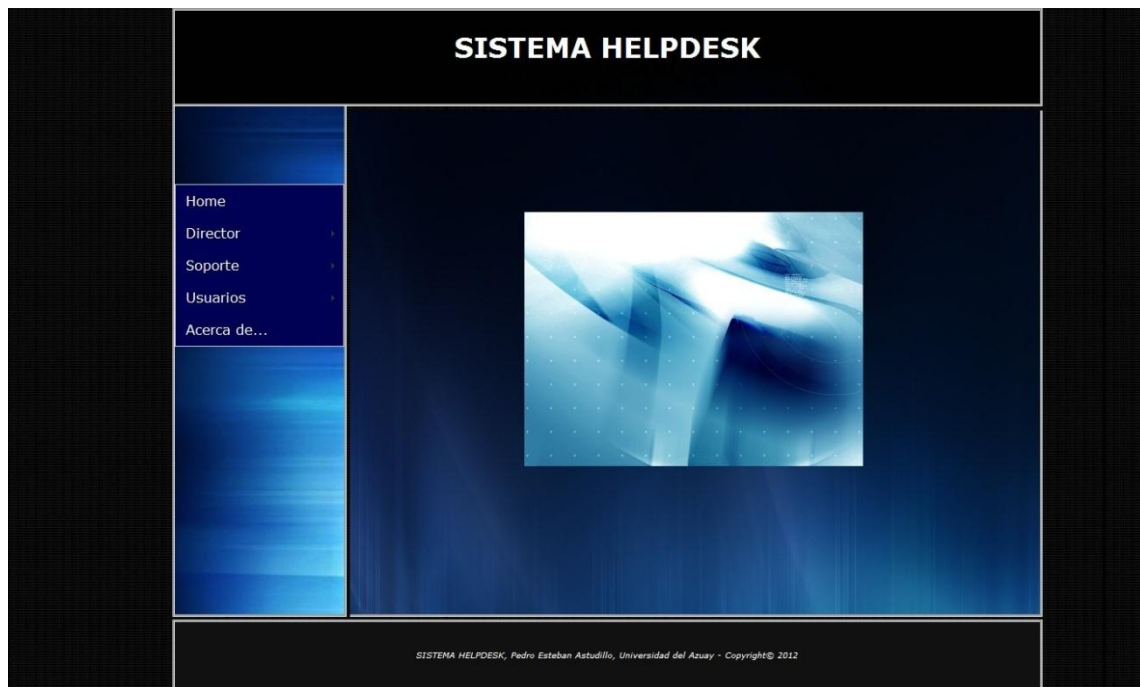 SISTEMA HELPDESK
Home
Director
Soporte
Usuarios
Acerca de...
SISTEMA HELPDESK, Pedro Esteban Astudillo, Universidad del Azuay - Copyright© 2012